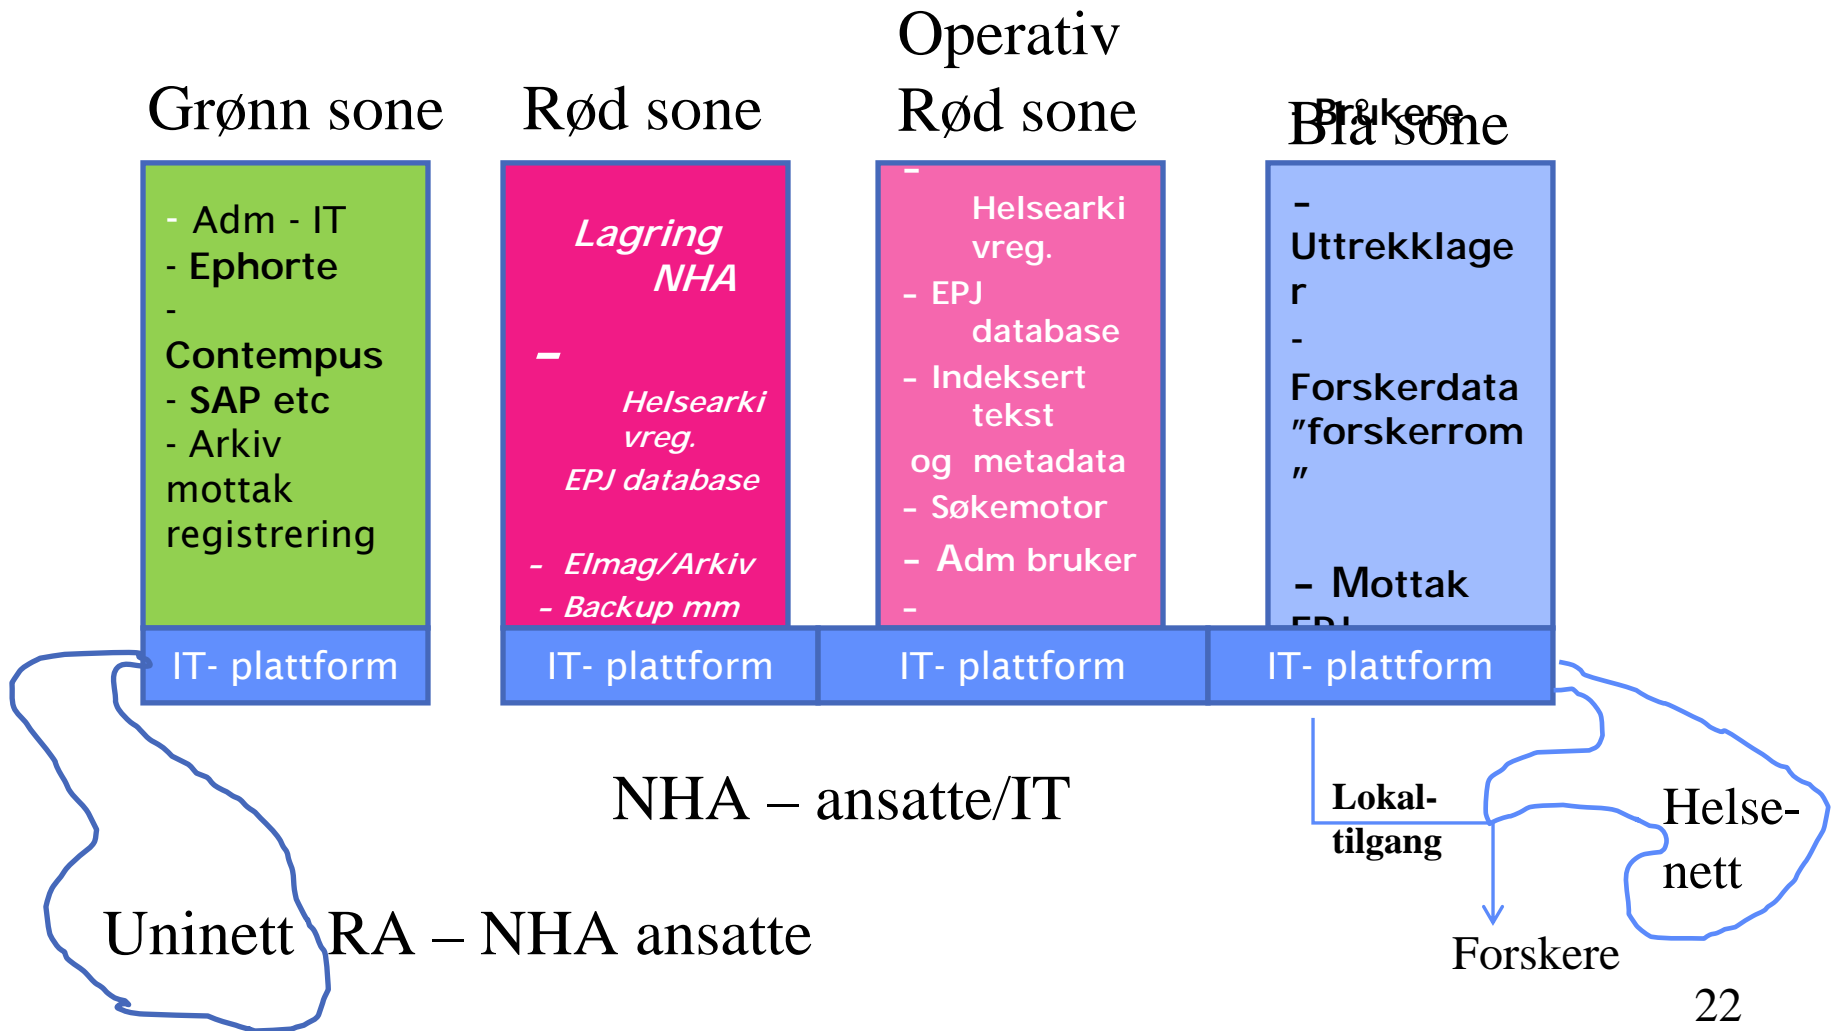 Grønn sone
- Adm - IT
- Ephorte
-
Contempus
- SAP etc
- Arkiv
mottak
registrering
IT- plattform
Rød sone
Lagring
NHA
–
Helsearki
vreg.
EPJ database
– Elmag/Arkiv
– Backup mm
IT- plattform
Operativ
Rød sone
–
Helsearki
vreg.
– EPJ
database
– Indeksert
tekst
og metadata
– Søkemotor
– Adm bruker
–
IT- plattform
Blå sone
- Brukere
–
Uttrekklage
r
-
Forskerdata
"forskerrom
"
– Mottak
EPJ
IT- plattform
NHA – ansatte/IT
Lokal-
tilgang
Helse-
nett
Uninett RA – NHA ansatte
Forskere
22